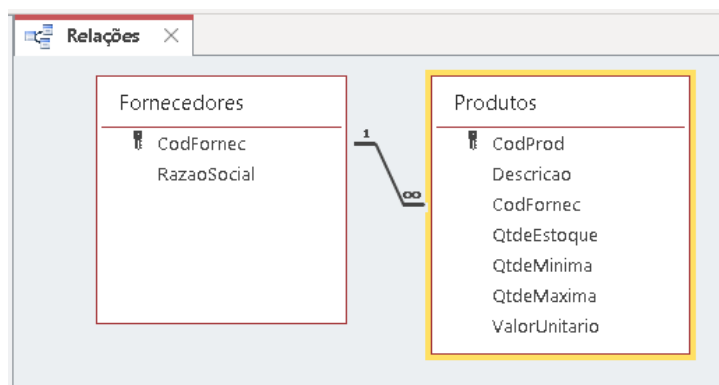 Relações
Fornecedores
CodFornec
RazaoSocial
1
∞
Produtos
CodProd
Descricao
CodFornec
QtdeEstoque
QtdeMinima
QtdeMaxima
ValorUnitario